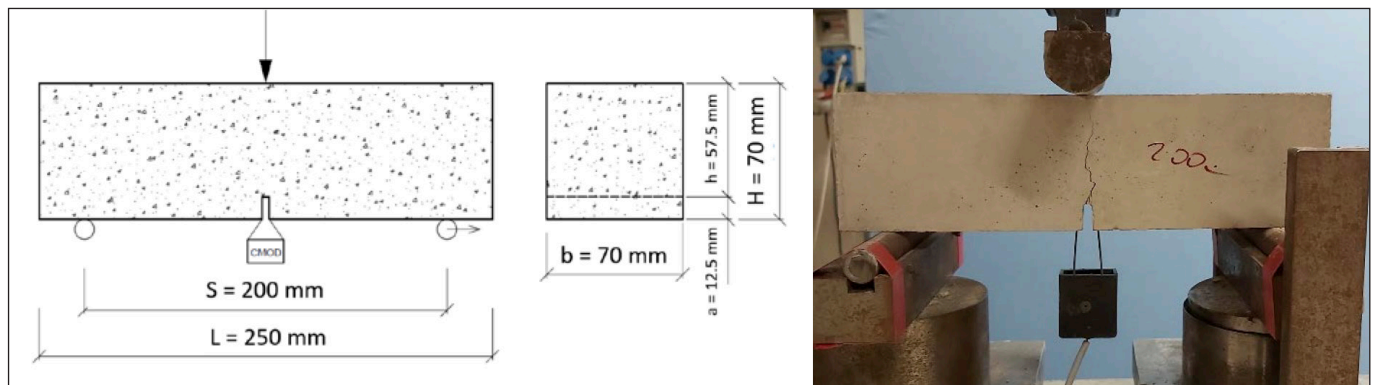 CMOD
S = 200 mm
L = 250 mm
b = 70 mm
h = 57.5 mm
H = 70 mm
a = 12.5 mm
200